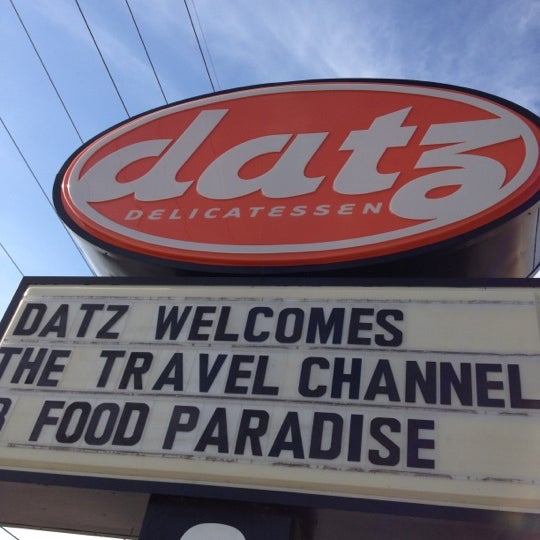 datz
DELICATESSEN
DATZ WELCOMES
THE TRAVEL CHANNEL
FOOD PARADISE